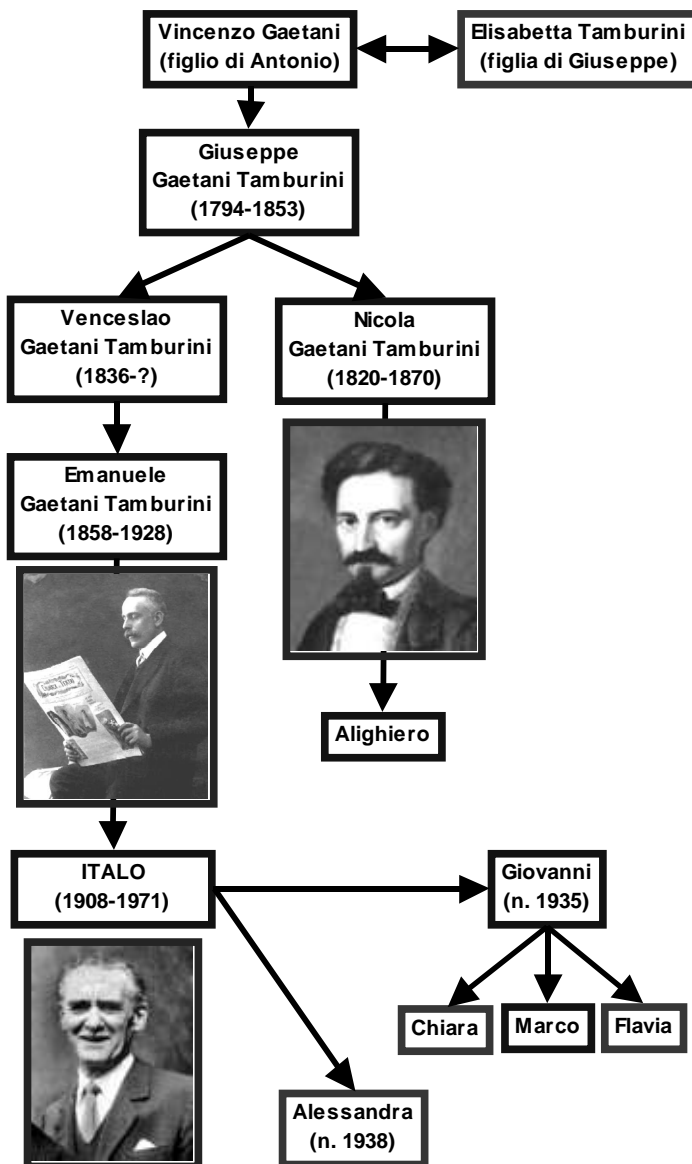 Vincenzo Gaetani
(figlio di Antonio)
Elisabetta Tamburini
(figlia di Giuseppe)
Giuseppe
Gaetani Tamburini
(1794-1853)
Venceslao
Gaetani Tamburini
(1836-?)
Nicola
Gaetani Tamburini
(1820-1870)
Emanuele
Gaetani Tamburini
(1858-1928)
Alighiero
ITALO
(1908-1971)
Giovanni
(n. 1935)
Chiara
Marco
Flavia
Alessandra
(n. 1938)